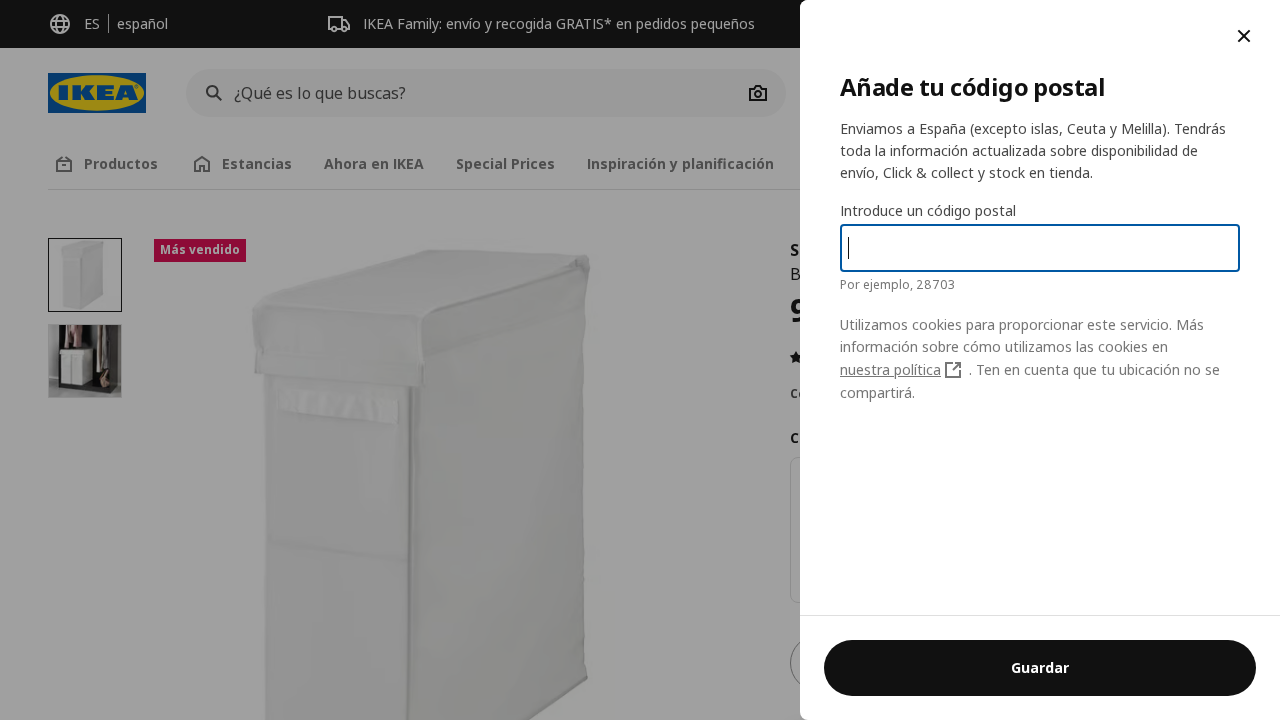 ES español
IKEA Family: envío y recogida GRATIS* en pedidos pequeños
IKEA
¿Qué es lo que buscas?
Productos
Estancias
Ahora en IKEA
Special Prices
Inspiración y planificación
Más vendido
Añade tu código postal
Enviamos a España (excepto islas, Ceuta y Melilla). Tendrás
toda la información actualizada sobre disponibilidad de
envío, Click & collect y stock en tienda.
Introduce un código postal
Por ejemplo, 28703
Utilizamos cookies para proporcionar este servicio. Más
información sobre cómo utilizamos las cookies en
nuestra política . Ten en cuenta que tu ubicación no se
compartirá.
Guardar